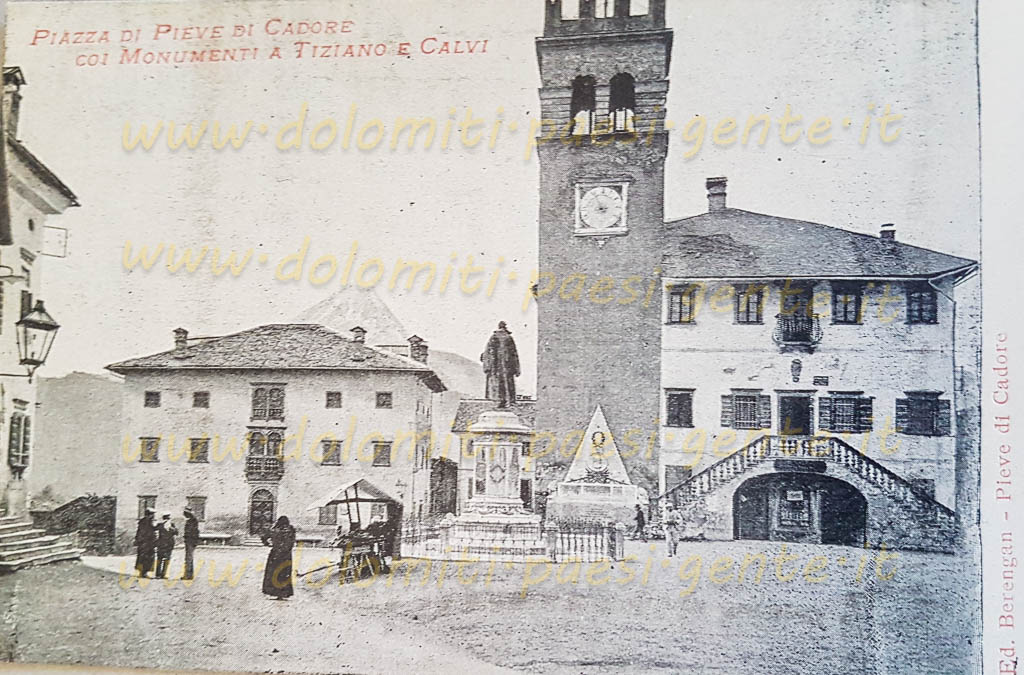 PIAZZA DI PIEVE DI CADORE
COI MONUMENTI A TIZIANO E CALVI
www·dolomiti·paesi·gente·it
www·dolomiti·paesi·gente·it
www·dolomiti·paesi·gente·it
www·dolomiti·paesi·gente·it
Ed. Berengan - Pieve di Cadore